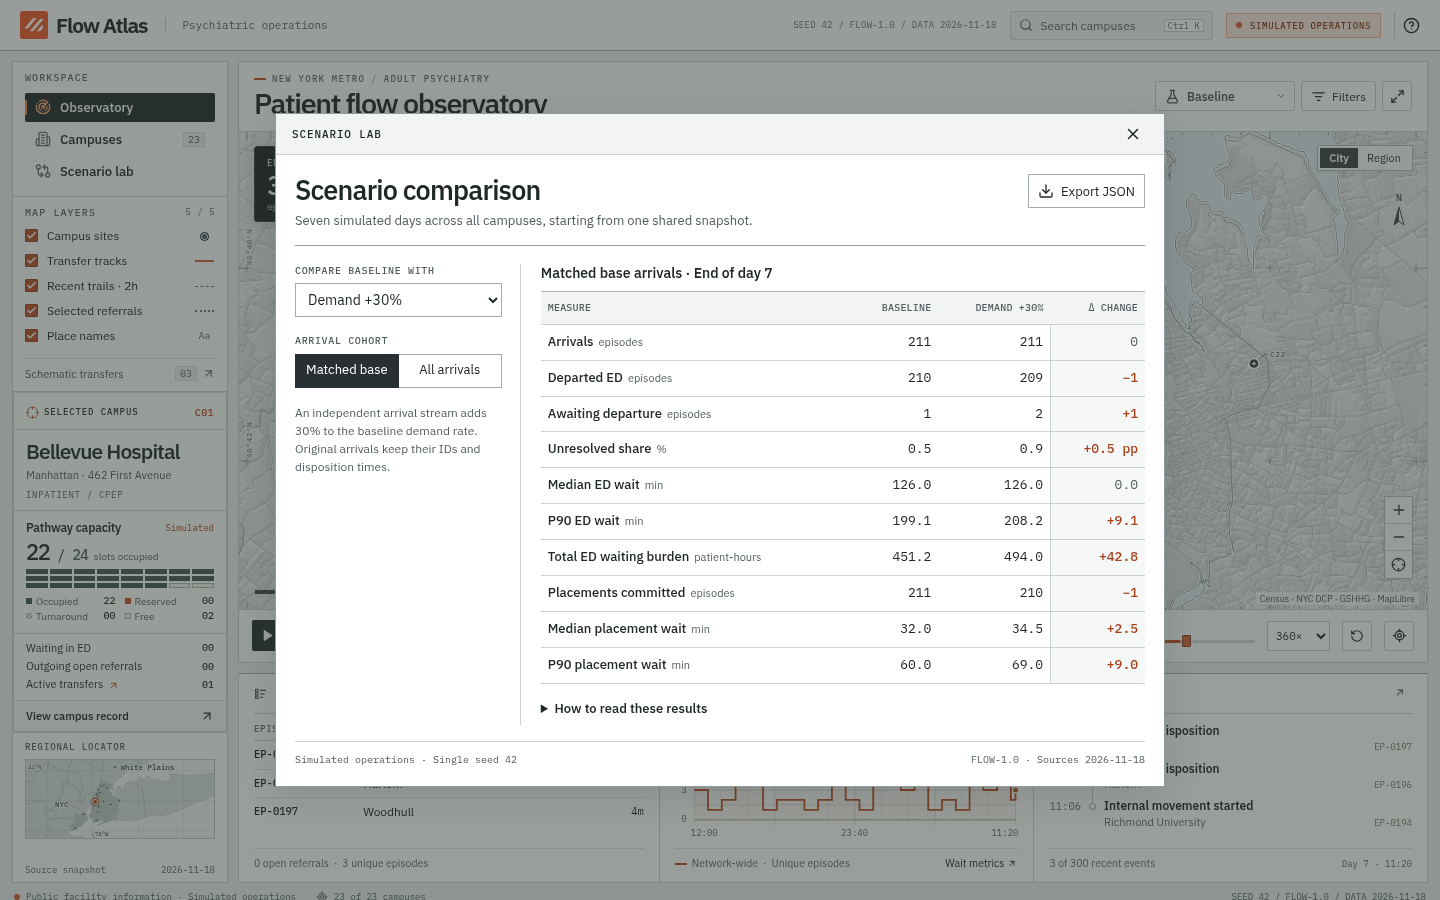 Flow Atlas
Psychiatric operations
SEED 42 / FLOW-1.0 / DATA 2026-11-18
Search campuses
Ctrl K
SIMULATED OPERATIONS
WORKSPACE
Observatory
Campuses 23
Scenario lab
MAP LAYERS 5 / 5
Campus sites
Transfer tracks
Recent trails · 2h
Selected referrals
Place names Aa
Schematic transfers 03
SELECTED CAMPUS C01
Bellevue Hospital
Manhattan · 462 First Avenue
INPATIENT / CPEP
Pathway capacity Simulated
22 / 24 slots occupied
Occupied 22 Reserved 00
Turnaround 00 Free 02
Waiting in ED 00
Outgoing open referrals 00
Active transfers 01
View campus record
REGIONAL LOCATOR
White Plains
NYC
Source snapshot 2026-11-18
NEW YORK METRO / ADULT PSYCHIATRY
Patient flow observatory
Baseline
Filters
City Region
N
C22
Census · NYC DCP · GSHHG · MapLibre
360×
SCENARIO LAB
Scenario comparison
Export JSON
Seven simulated days across all campuses, starting from one shared snapshot.
COMPARE BASELINE WITH
Demand +30%
ARRIVAL COHORT
Matched base All arrivals
An independent arrival stream adds
30% to the baseline demand rate.
Original arrivals keep their IDs and
disposition times.
Matched base arrivals · End of day 7
MEASURE BASELINE DEMAND +30% Δ CHANGE
Arrivals episodes 211 211 0
Departed ED episodes 210 209 −1
Awaiting departure episodes 1 2 +1
Unresolved share % 0.5 0.9 +0.5 pp
Median ED wait min 126.0 126.0 0.0
P90 ED wait min 199.1 208.2 +9.1
Total ED waiting burden patient-hours 451.2 494.0 +42.8
Placements committed episodes 211 210 −1
Median placement wait min 32.0 34.5 +2.5
P90 placement wait min 60.0 69.0 +9.0
How to read these results
Simulated operations · Single seed 42
FLOW-1.0 · Sources 2026-11-18
EP-0197 Woodhull 4m
0 open referrals · 3 unique episodes
3
0
12:00 23:40 11:20
Network-wide · Unique episodes
Wait metrics
isposition
EP-0197
isposition
EP-0196
11:06 Internal movement started
Richmond University EP-0194
3 of 300 recent events
Day 7 · 11:20
Public facility information · Simulated operations
23 of 23 campuses
SEED 42 / FLOW-1.0 / DATA 2026-11-18